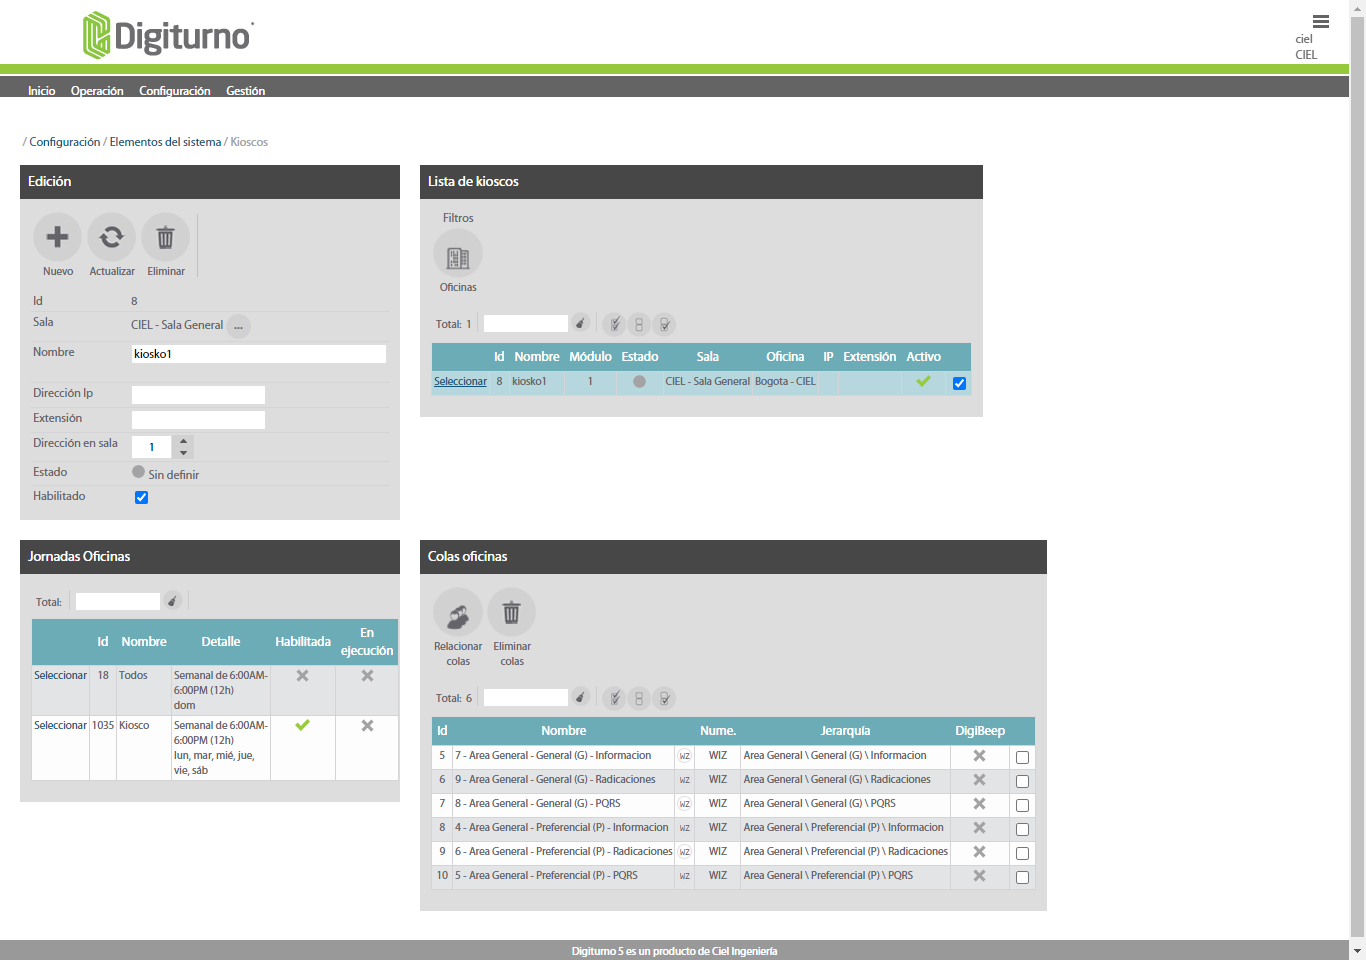 Digiturno
ciel
CIEL
Inicio Operación Configuración Gestión
/ Configuración / Elementos del sistema / Kioscos
Edición
Nuevo Actualizar Eliminar
Id 8
Sala CIEL - Sala General ...
Nombre kiosko1
Dirección Ip
Extensión
Dirección en sala 1
Estado Sin definir
Habilitado
Lista de kioscos
Filtros
Oficinas
Total: 1
Id Nombre Módulo Estado Sala Oficina IP Extensión Activo
Seleccionar 8 kiosko1 1 CIEL - Sala General Bogota - CIEL
Jornadas Oficinas
Total:
Id Nombre Detalle Habilitada En
ejecución
Seleccionar 18 Todos Semanal de 6:00AM-
6:00PM (12h)
dom
Seleccionar 1035 Kiosco Semanal de 6:00AM-
6:00PM (12h)
lun, mar, mié, jue,
vie, sáb
Colas oficinas
Relacionar Eliminar
colas colas
Total: 6
Id Nombre Nume. Jerarquía DigiBeep
5 7 - Area General - General (G) - Informacion WZ WIZ Area General \ General (G) \ Informacion
6 9 - Area General - General (G) - Radicaciones WZ WIZ Area General \ General (G) \ Radicaciones
7 8 - Area General - General (G) - PQRS WZ WIZ Area General \ General (G) \ PQRS
8 4 - Area General - Preferencial (P) - Informacion WZ WIZ Area General \ Preferencial (P) \ Informacion
9 6 - Area General - Preferencial (P) - Radicaciones WZ WIZ Area General \ Preferencial (P) \ Radicaciones
10 5 - Area General - Preferencial (P) - PQRS WZ WIZ Area General \ Preferencial (P) \ PQRS
Digiturno 5 es un producto de Ciel Ingeniería